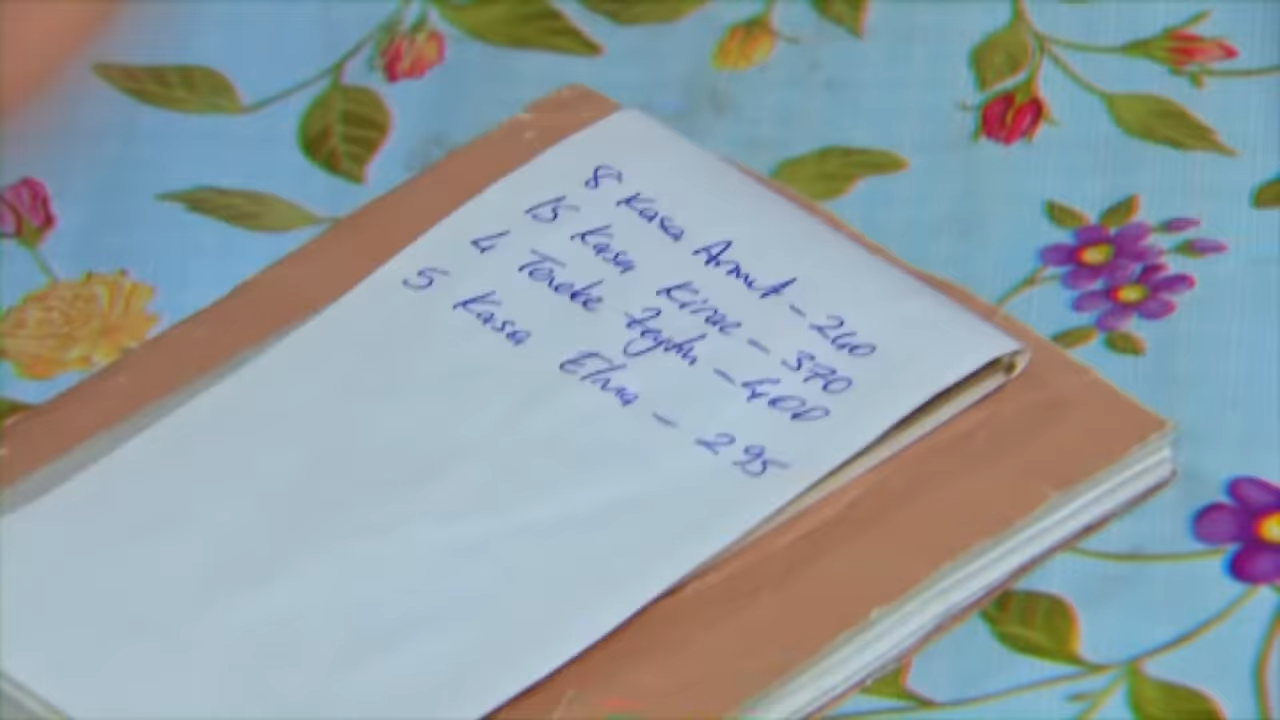 8 Kasa Armut - 260
15 Kasa Kiraz - 370
4 Teneke Zeytin - 400
5 Kasa Elma - 295